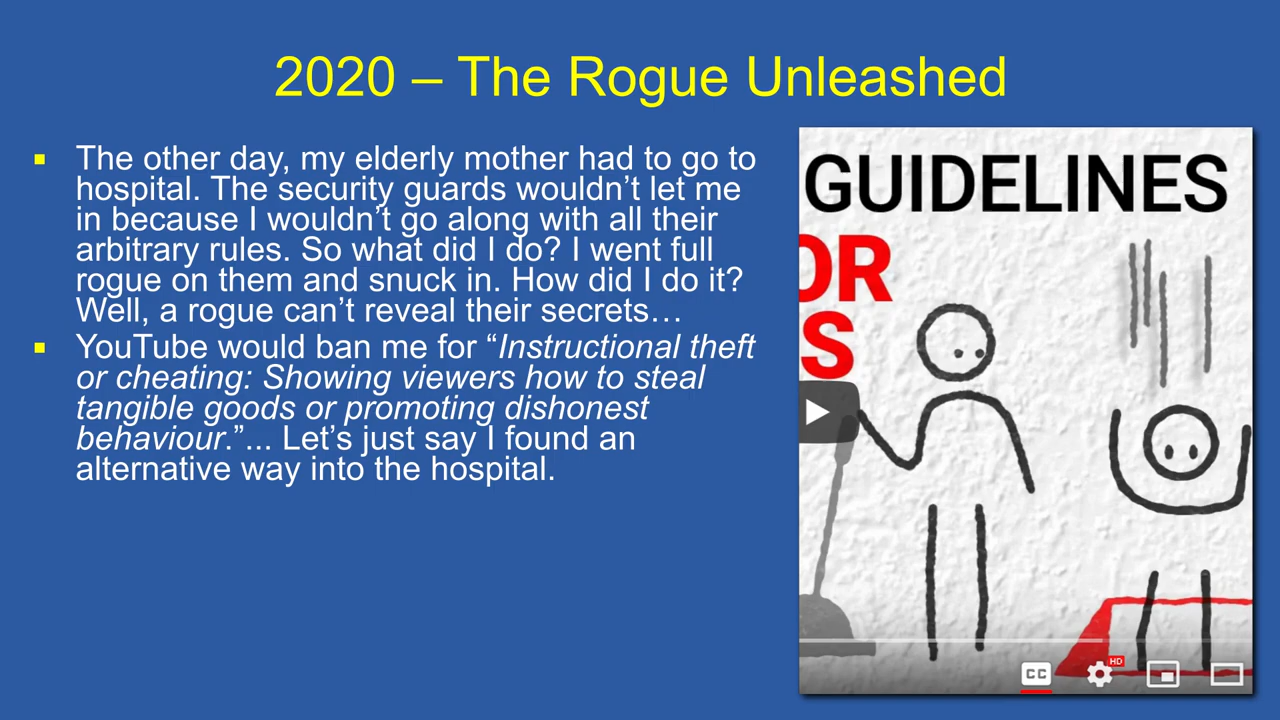 2020 – The Rogue Unleashed
▪ The other day, my elderly mother had to go to
hospital. The security guards wouldn’t let me
in because I wouldn’t go along with all their
arbitrary rules. So what did I do? I went full
rogue on them and snuck in. How did I do it?
Well, a rogue can’t reveal their secrets…
▪ YouTube would ban me for “Instructional theft
or cheating: Showing viewers how to steal
tangible goods or promoting dishonest
behaviour.”... Let’s just say I found an
alternative way into the hospital.
GUIDELINES
OR
S
CC
HD